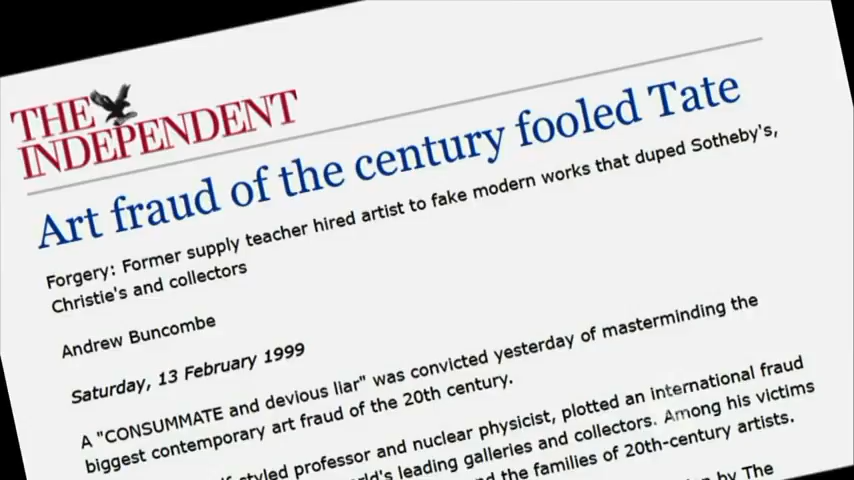 THE
INDEPENDENT
Art fraud of the century fooled Tate
Forgery: Former supply teacher hired artist to fake modern works that duped Sotheby's,
Christie's and collectors
Andrew Buncombe
Saturday, 13 February 1999
A "CONSUMMATE and devious liar" was convicted yesterday of masterminding the
biggest contemporary art fraud of the 20th century.
styled professor and nuclear physicist, plotted an international fraud
leading galleries and collectors. Among his victims
the families of 20th-century artists.
by The